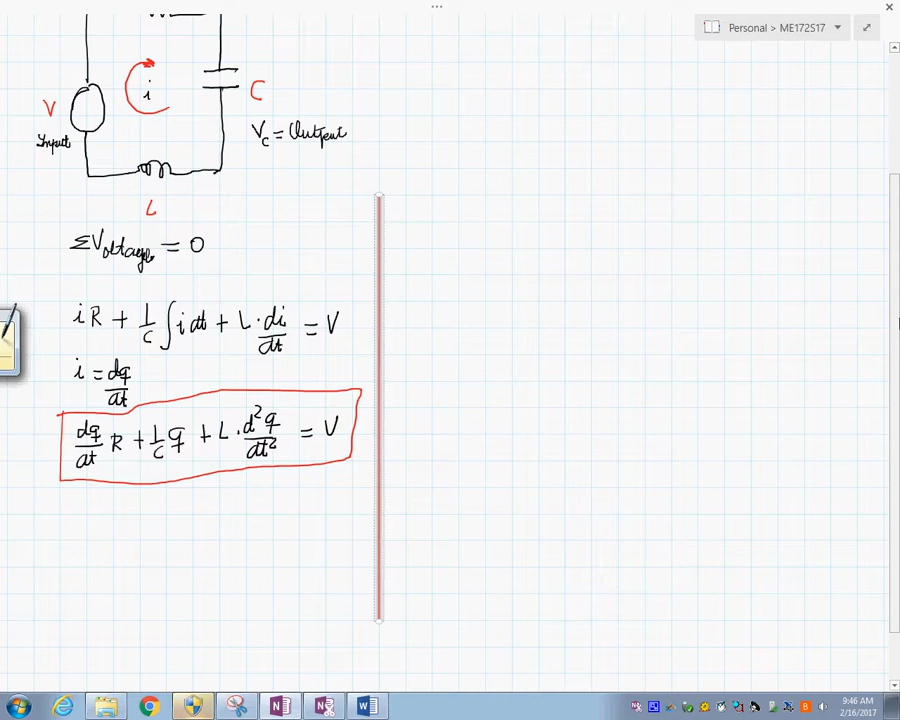 Personal > ME172S17
V
i
C
Input
V_C = Output
L
ΣVoltages = 0
iR + 1/C ∫ i dt + L · di/dt = V
i = dq/dt
dq/dt R + 1/C q + L · d²q/dt² = V
9:46 AM
2/16/2017